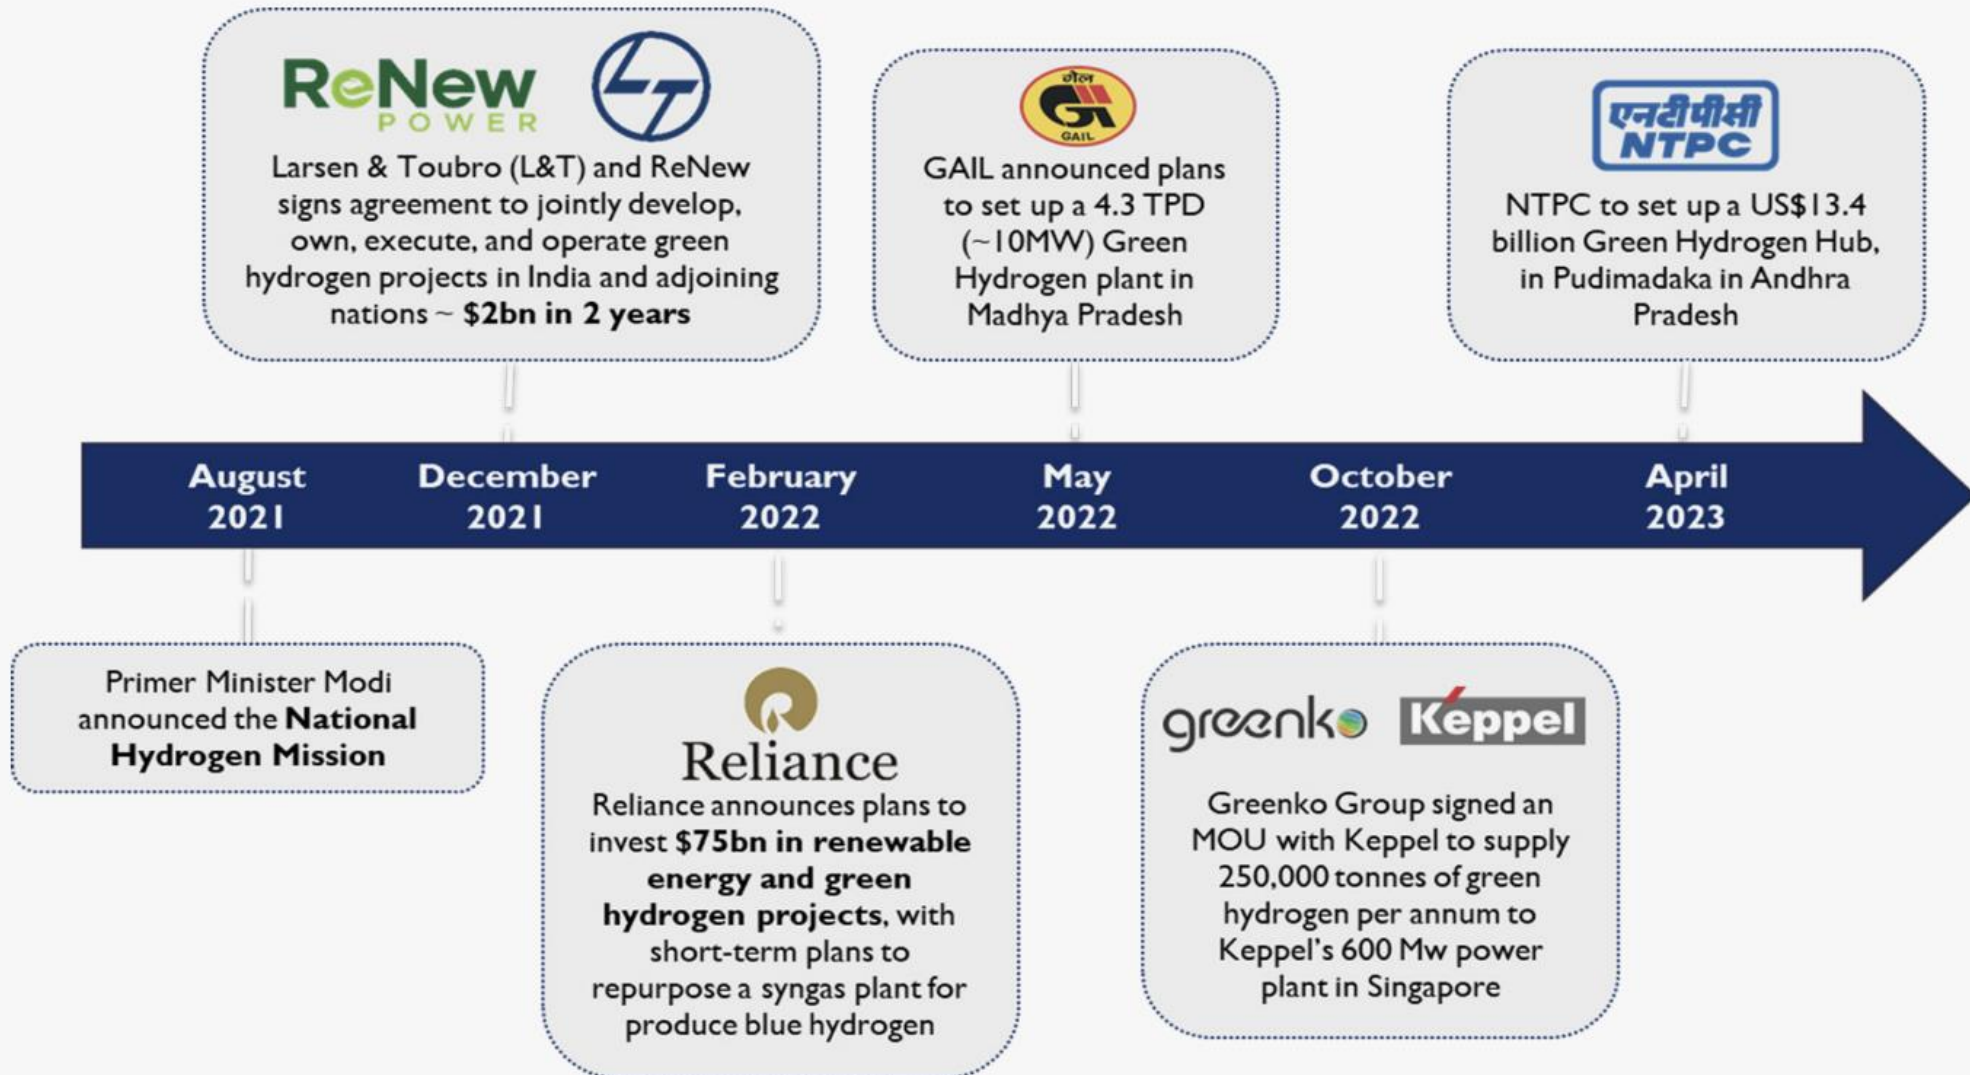 ReNew
POWER
LT
Larsen & Toubro (L&T) and ReNew
signs agreement to jointly develop,
own, execute, and operate green
hydrogen projects in India and adjoining
nations ~ $2bn in 2 years
गेल
GAIL
GAIL announced plans
to set up a 4.3 TPD
(~10MW) Green
Hydrogen plant in
Madhya Pradesh
एनटीपीसी
NTPC
NTPC to set up a US$13.4
billion Green Hydrogen Hub,
in Pudimadaka in Andhra
Pradesh
August
2021
December
2021
February
2022
May
2022
October
2022
April
2023
Primer Minister Modi
announced the National
Hydrogen Mission
Reliance
Reliance announces plans to
invest $75bn in renewable
energy and green
hydrogen projects, with
short-term plans to
repurpose a syngas plant for
produce blue hydrogen
greenko
Keppel
Greenko Group signed an
MOU with Keppel to supply
250,000 tonnes of green
hydrogen per annum to
Keppel's 600 Mw power
plant in Singapore